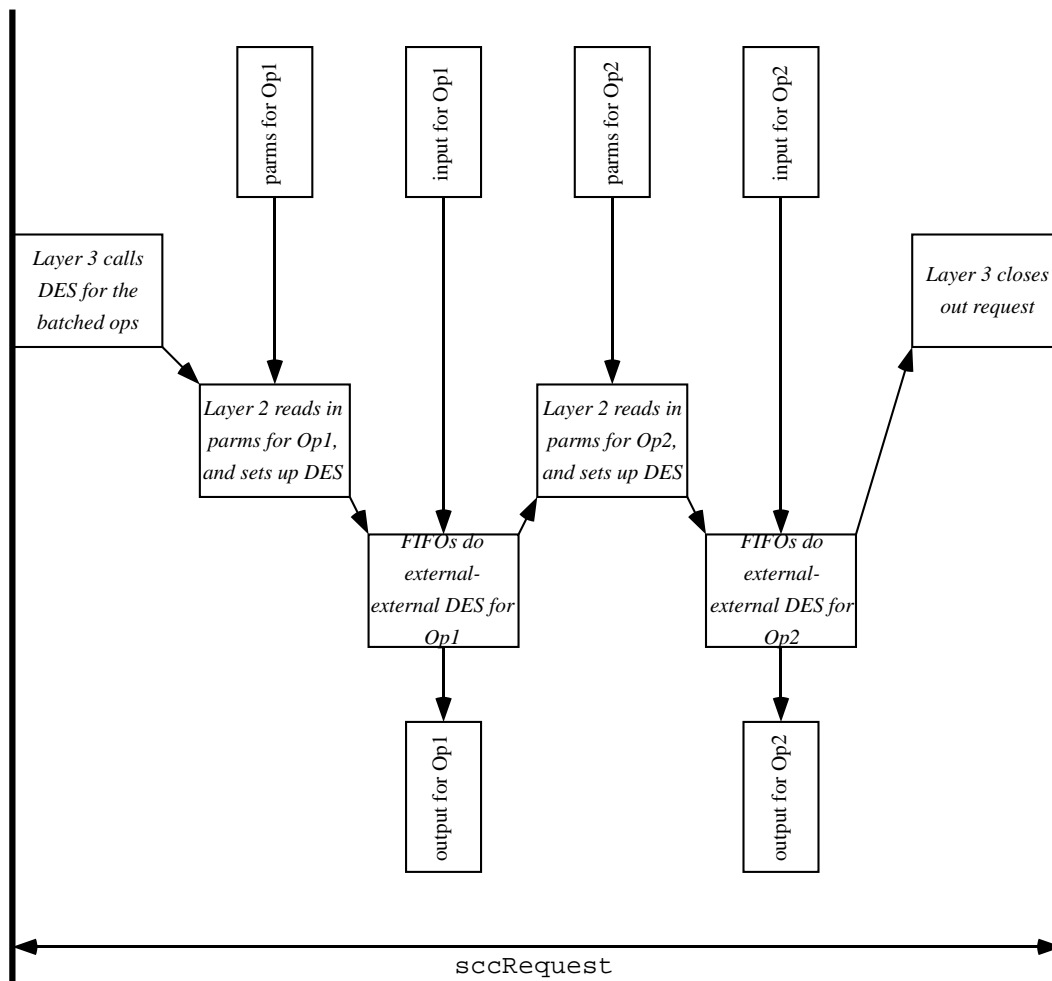 parms for Op1
input for Op1
parms for Op2
input for Op2
Layer 3 calls
DES for the
batched ops
Layer 3 closes
out request
Layer 2 reads in
parms for Op1,
and sets up DES
Layer 2 reads in
parms for Op2,
and sets up DES
FIFOs do
external-
external DES for
Op1
FIFOs do
external-
external DES for
Op2
output for Op1
output for Op2
sccRequest